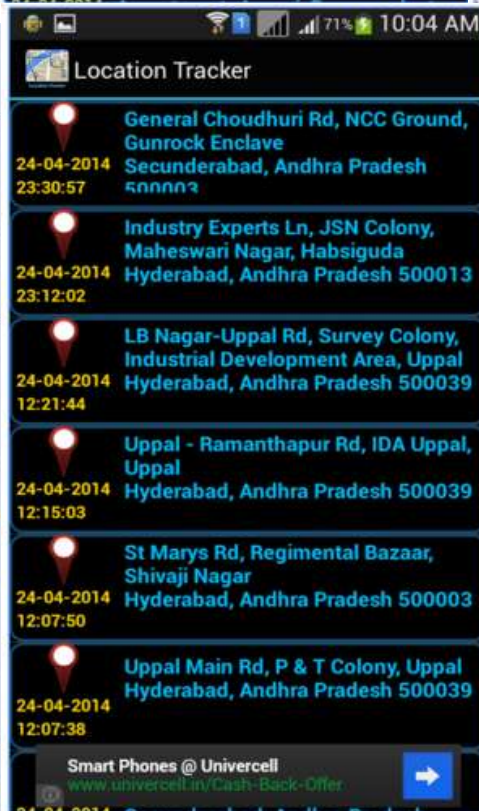 1 71% 10:04 AM
Location Tracker
General Choudhuri Rd, NCC Ground,
Gunrock Enclave
24-04-2014 Secunderabad, Andhra Pradesh
23:30:57 500003
Industry Experts Ln, JSN Colony,
Maheswari Nagar, Habsiguda
24-04-2014 Hyderabad, Andhra Pradesh 500013
23:12:02
LB Nagar-Uppal Rd, Survey Colony,
Industrial Development Area, Uppal
24-04-2014 Hyderabad, Andhra Pradesh 500039
12:21:44
Uppal - Ramanthapur Rd, IDA Uppal,
Uppal
24-04-2014 Hyderabad, Andhra Pradesh 500039
12:15:03
St Marys Rd, Regimental Bazaar,
Shivaji Nagar
24-04-2014 Hyderabad, Andhra Pradesh 500003
12:07:50
Uppal Main Rd, P & T Colony, Uppal
Hyderabad, Andhra Pradesh 500039
24-04-2014
12:07:38
Smart Phones @ Univercell
www.univercell.in/Cash-Back-Offer